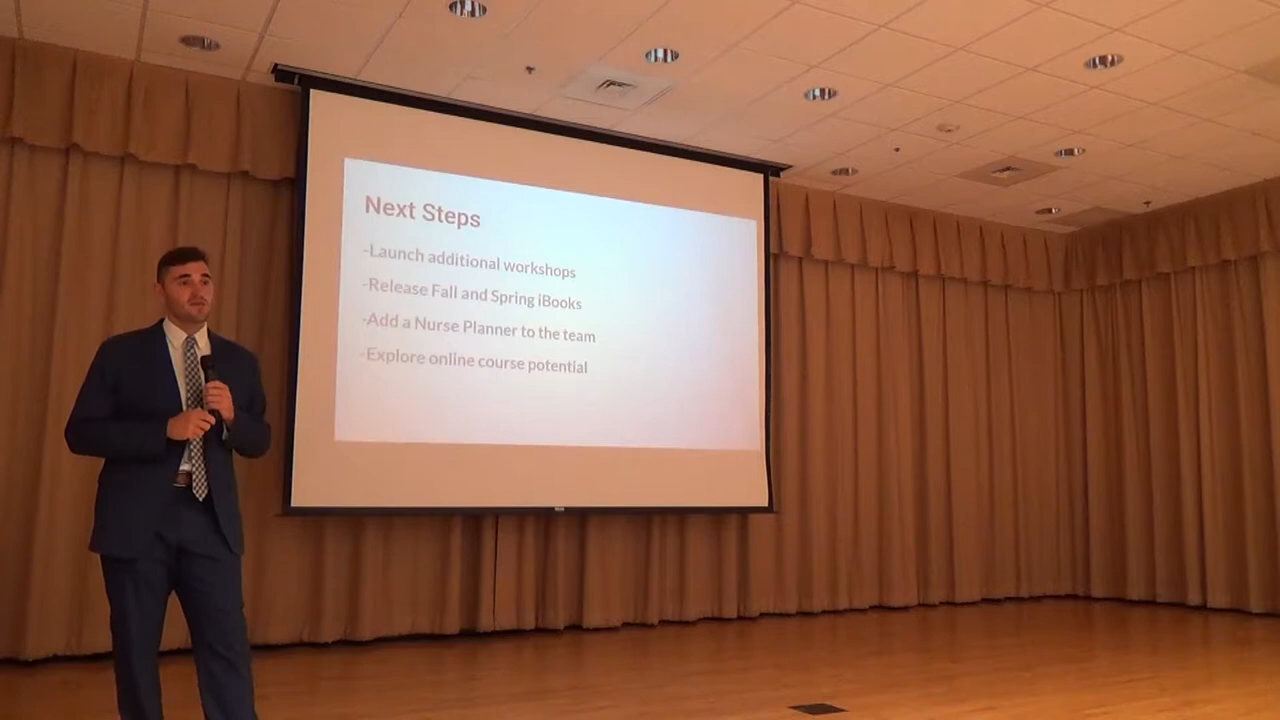 Next Steps
-Launch additional workshops
-Release Fall and Spring iBooks
-Add a Nurse Planner to the team
-Explore online course potential